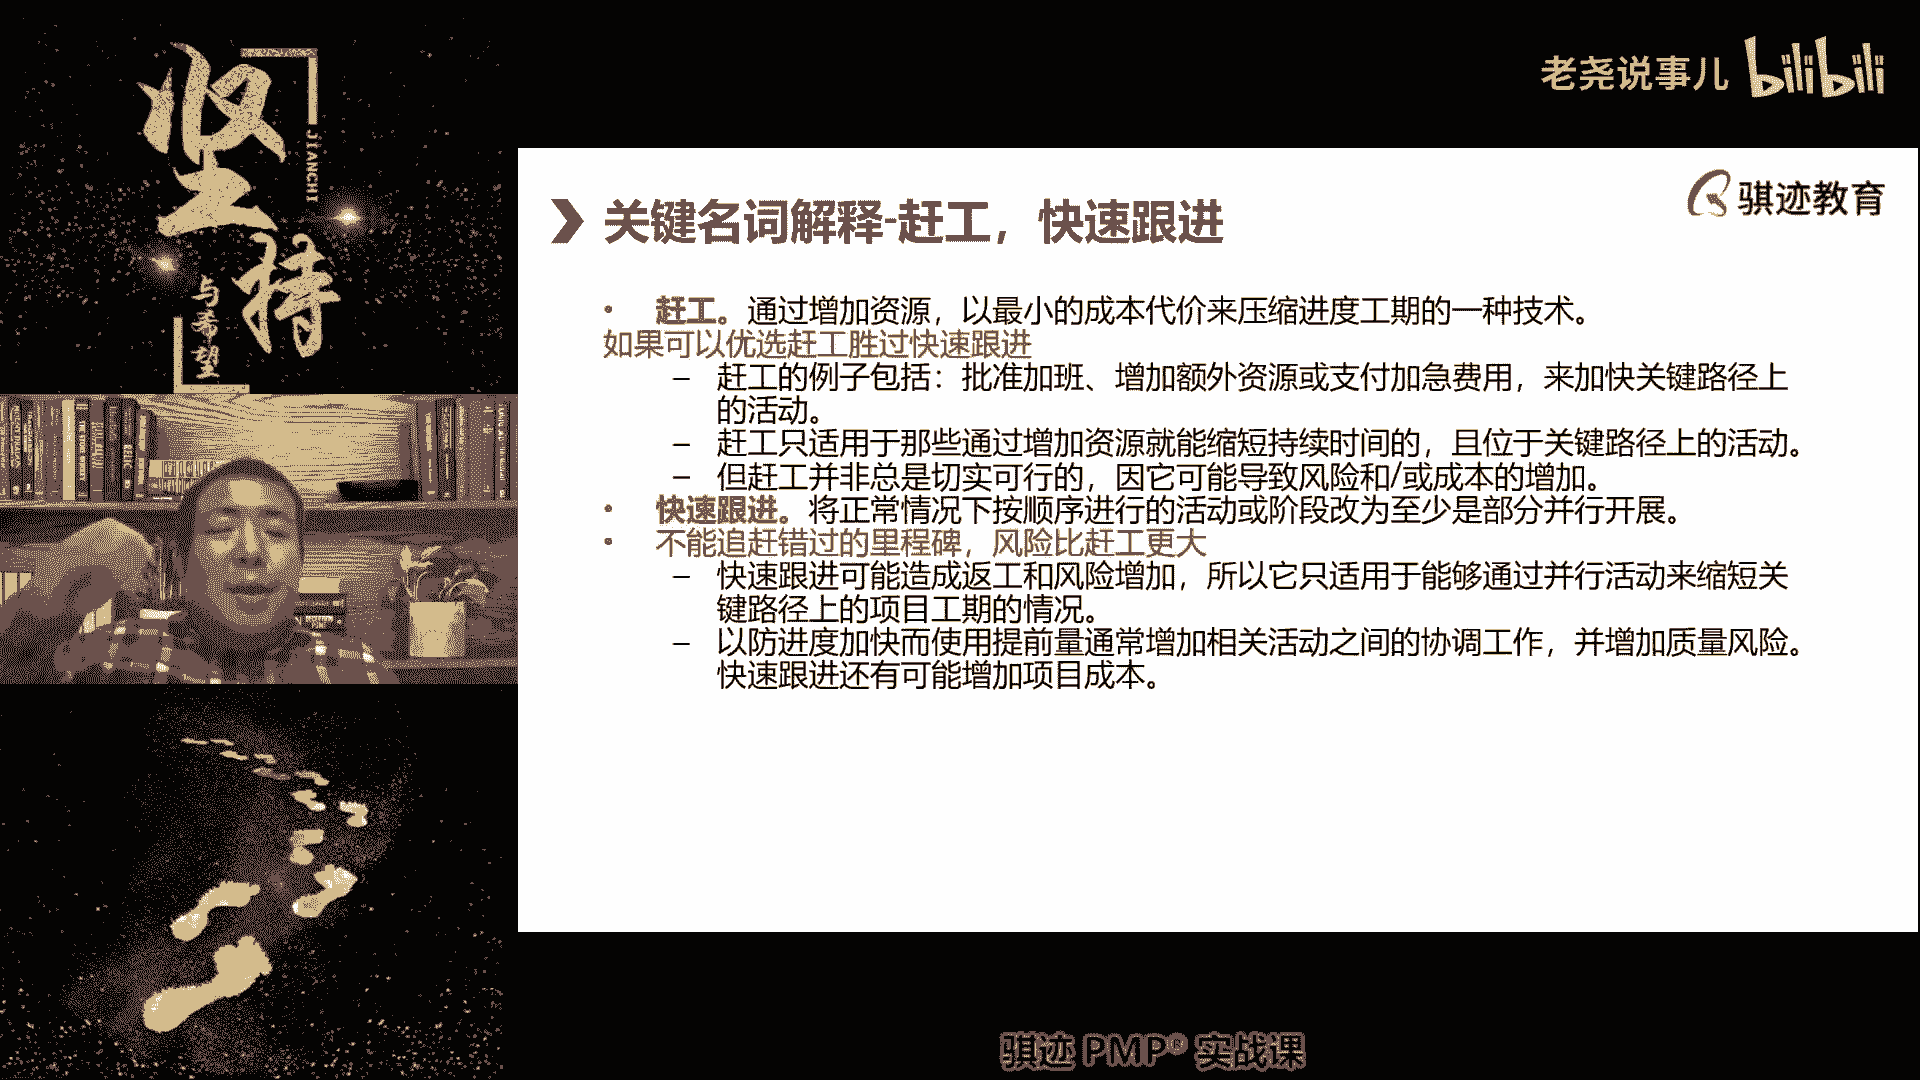 坚持
JIANCHI
与希望
老尧说事儿 bilibili
骐迹教育
关键名词解释-赶工，快速跟进
• 赶工。通过增加资源，以最小的成本代价来压缩进度工期的一种技术。
如果可以优选赶工胜过快速跟进
– 赶工的例子包括：批准加班、增加额外资源或支付加急费用，来加快关键路径上
的活动。
– 赶工只适用于那些通过增加资源就能缩短持续时间的，且位于关键路径上的活动。
– 但赶工并非总是切实可行的，因它可能导致风险和/或成本的增加。
• 快速跟进。将正常情况下按顺序进行的活动或阶段改为至少是部分并行开展。
• 不能追赶错过的里程碑，风险比赶工更大
– 快速跟进可能造成返工和风险增加，所以它只适用于能够通过并行活动来缩短关
键路径上的项目工期的情况。
– 以防进度加快而使用提前量通常增加相关活动之间的协调工作，并增加质量风险。
快速跟进还有可能增加项目成本。
骐迹 PMP® 实战课